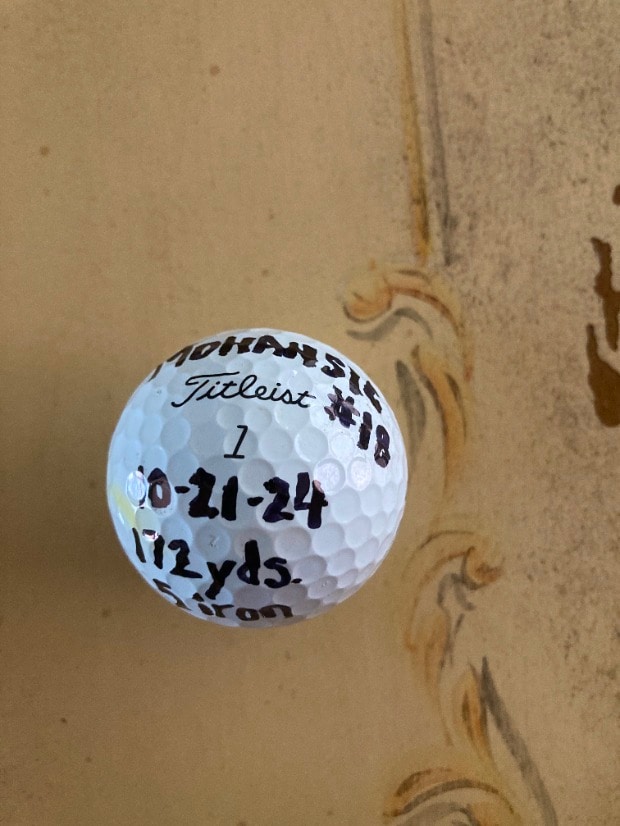 MOHANSIC
Titleist
#18
1
10-21-24
172 yds.
5 iron